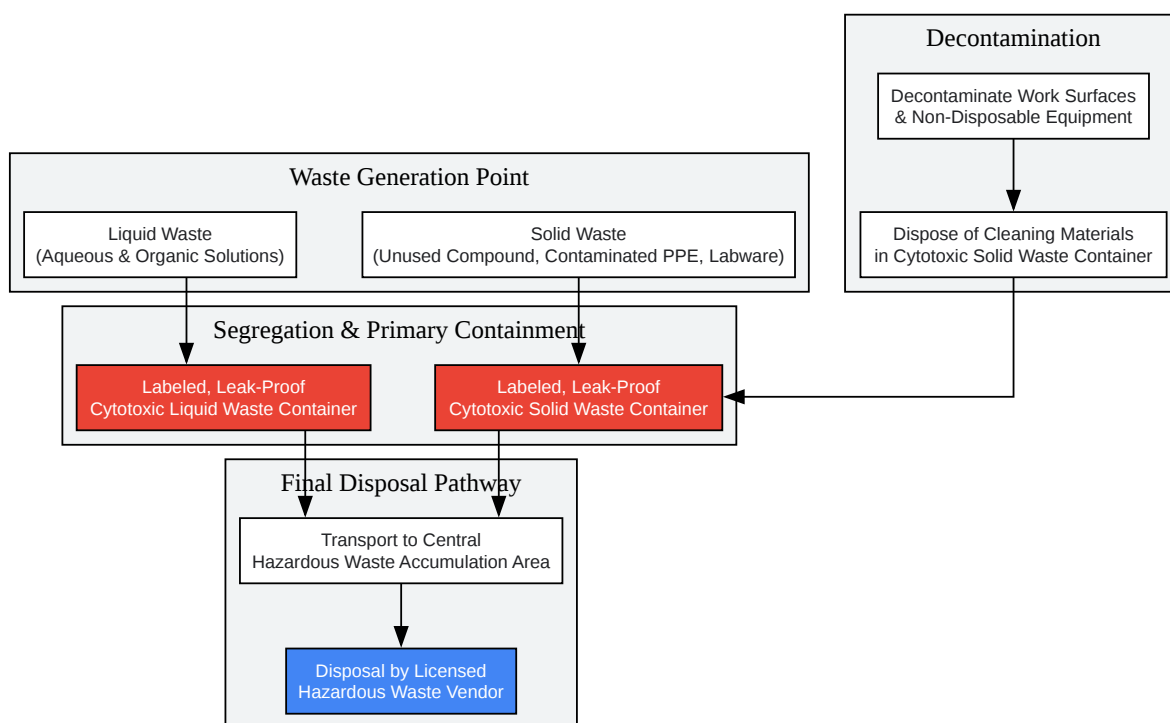 Decontamination
Decontaminate Work Surfaces
& Non-Disposable Equipment
Dispose of Cleaning Materials
in Cytotoxic Solid Waste Container
Waste Generation Point
Liquid Waste
(Aqueous & Organic Solutions)
Solid Waste
(Unused Compound, Contaminated PPE, Labware)
Segregation & Primary Containment
Labeled, Leak-Proof
Cytotoxic Liquid Waste Container
Labeled, Leak-Proof
Cytotoxic Solid Waste Container
Final Disposal Pathway
Transport to Central
Hazardous Waste Accumulation Area
Disposal by Licensed
Hazardous Waste Vendor